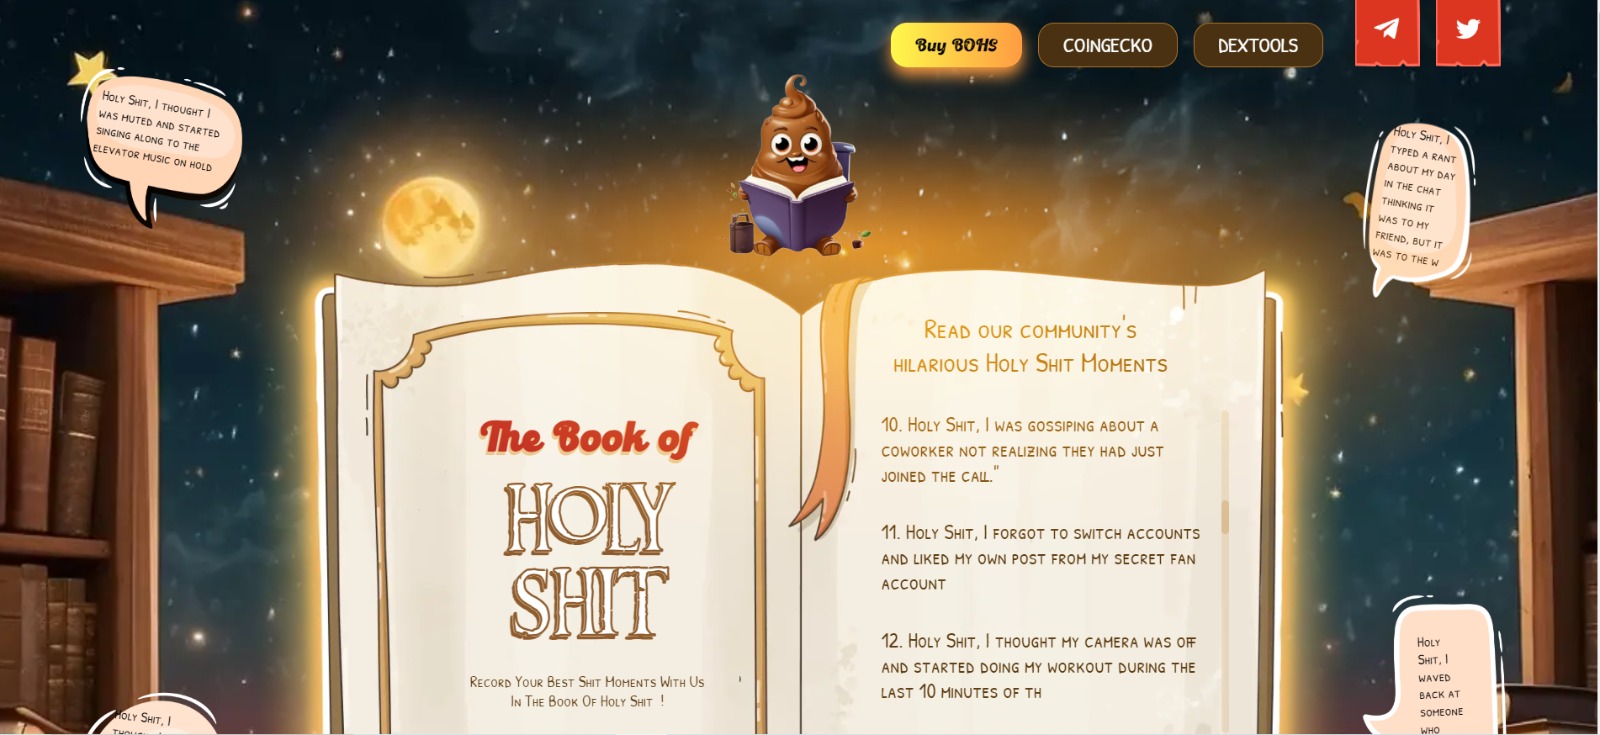 Buy BOHS
COINGECKO
DEXTOOLS
Holy Shit, I thought I
was muted and started
singing along to the
elevator music on hold
Holy Shit, I
typed a rant
about my day
in the chat
thinking it
was to my
friend, but it
was to the w
The Book of
HOLY
SHIT
Record Your Best Shit Moments With Us
In The Book Of Holy Shit !
Read our community's
hilarious Holy Shit Moments
10. Holy Shit, I was gossiping about a
coworker not realizing they had just
joined the call."
11. Holy Shit, I forgot to switch accounts
and liked my own post from my secret fan
account
12. Holy Shit, I thought my camera was off
and started doing my workout during the
last 10 minutes of th
Holy Shit, I
Holy
Shit, I
waved
back at
someone
who